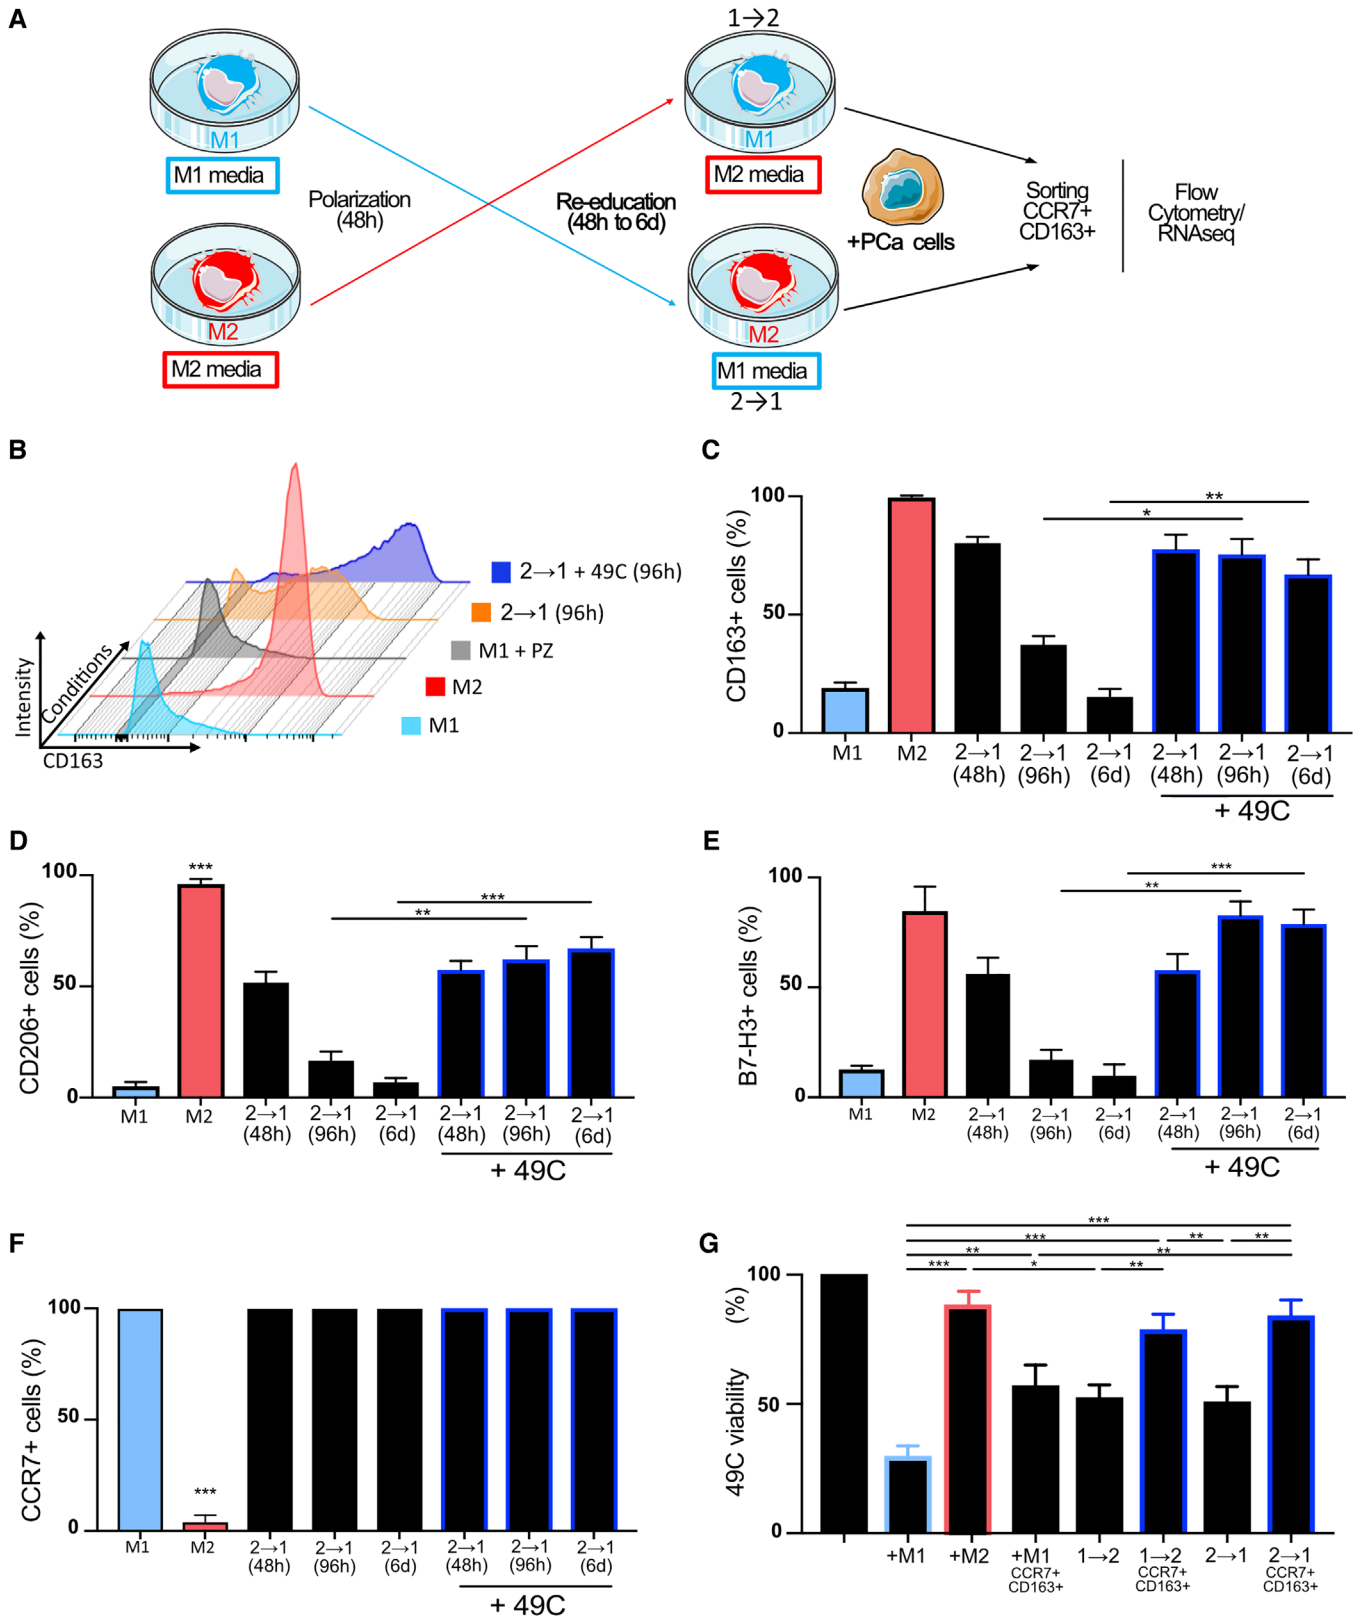 A
1→2
M1
M1 media
Polarization
(48h)
M2
M2 media
M1
M2 media
Re-education
(48h to 6d)
M2
M1 media
2→1
+PCa cells
Sorting
CCR7+
CD163+
Flow
Cytometry/
RNAseq
B
Intensity
Conditions
CD163
2→1 + 49C (96h)
2→1 (96h)
M1 + PZ
M2
M1
C
CD163+ cells (%)
100
50
0
**
*
M1
M2
2→1
(48h)
2→1
(96h)
2→1
(6d)
2→1
(48h)
2→1
(96h)
2→1
(6d)
+ 49C
D
CD206+ cells (%)
100
50
0
***
***
**
M1
M2
2→1
(48h)
2→1
(96h)
2→1
(6d)
2→1
(48h)
2→1
(96h)
2→1
(6d)
+ 49C
E
B7-H3+ cells (%)
100
50
0
***
**
M1
M2
2→1
(48h)
2→1
(96h)
2→1
(6d)
2→1
(48h)
2→1
(96h)
2→1
(6d)
+ 49C
F
CCR7+ cells (%)
100
50
0
***
M1
M2
2→1
(48h)
2→1
(96h)
2→1
(6d)
2→1
(48h)
2→1
(96h)
2→1
(6d)
+ 49C
G
49C viability (%)
100
50
0
***
*** ** **
** **
*** * **
+M1
+M2
+M1
CCR7+
CD163+
1→2
1→2
CCR7+
CD163+
2→1
2→1
CCR7+
CD163+